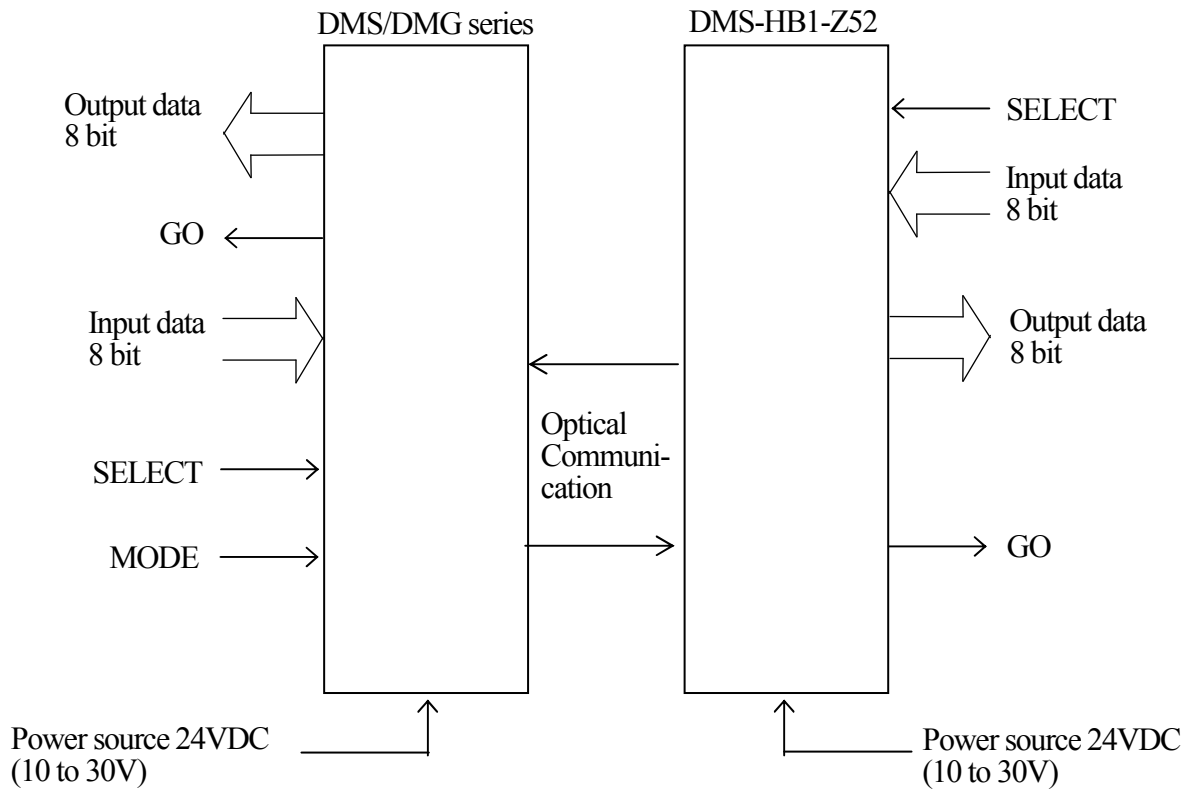 DMS/DMG series
DMS-HB1-Z52
Output data
8 bit
GO
Input data
8 bit
SELECT
MODE
Optical
Communi-
cation
SELECT
Input data
8 bit
Output data
8 bit
GO
Power source 24VDC
(10 to 30V)
Power source 24VDC
(10 to 30V)